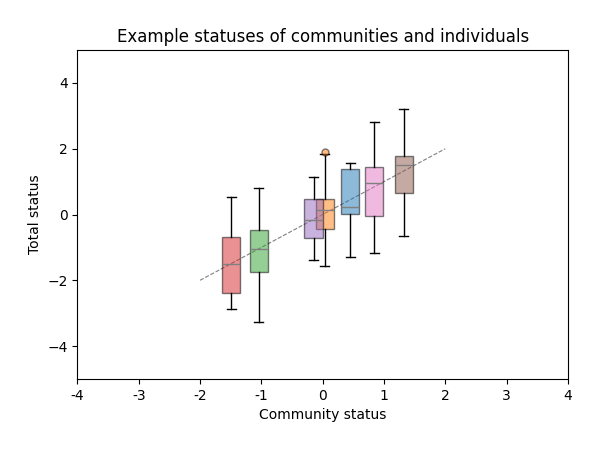 Example statuses of communities and individuals
4
2
0
−2
−4
Total status
-4 -3 -2 -1 0 1 2 3 4
Community status